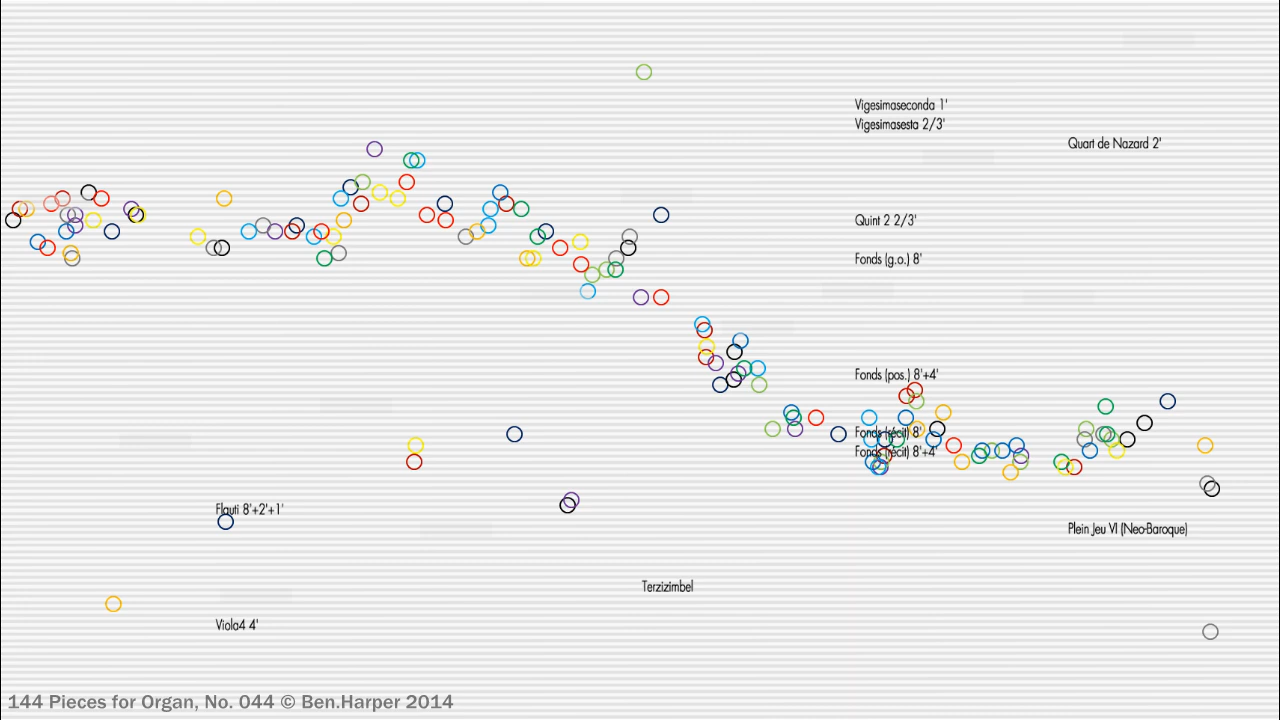 Vigesimaseconda 1'
Vigesimasesta 2/3'
Quart de Nazard 2'
Quint 2 2/3'
Fonds (g.o.) 8'
Fonds (pos.) 8'+4'
Fonds (récit) 8'
Fonds (récit) 8'+4'
Flauti 8'+2'+1'
Plein Jeu VI (Neo-Baroque)
Terzizimbel
Viola4 4'
144 Pieces for Organ, No. 044 © Ben.Harper 2014